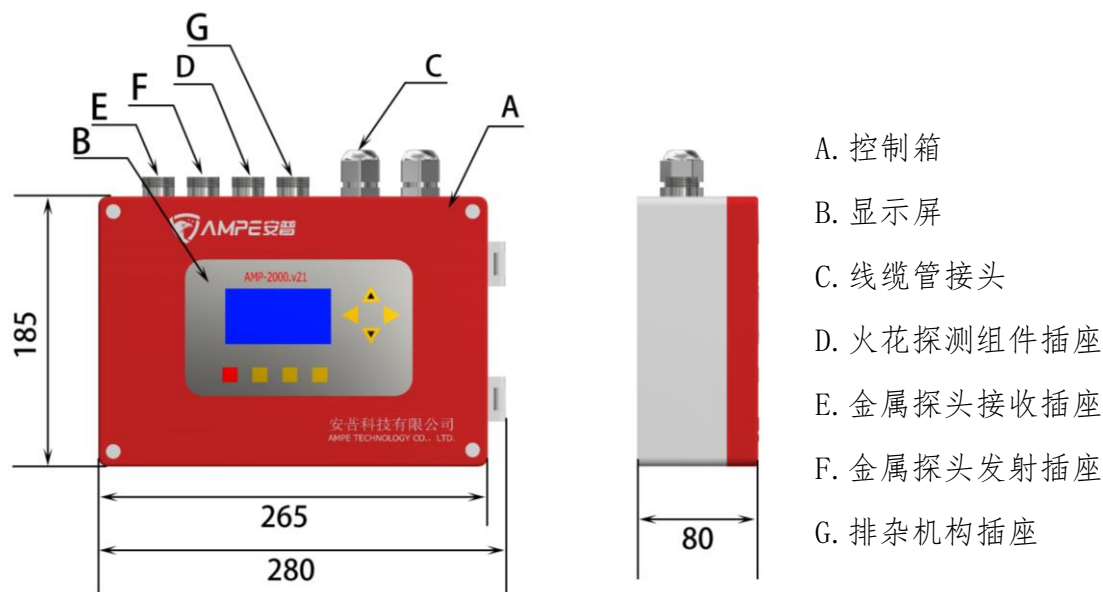 G
D
C
F
A
E
B
AMPE安普
AMP-2000.v21
185
安普科技有限公司
AMPE TECHNOLOGY CO., LTD.
265
280
80
A.控制箱
B.显示屏
C.线缆管接头
D.火花探测组件插座
E.金属探头接收插座
F.金属探头发射插座
G.排杂机构插座